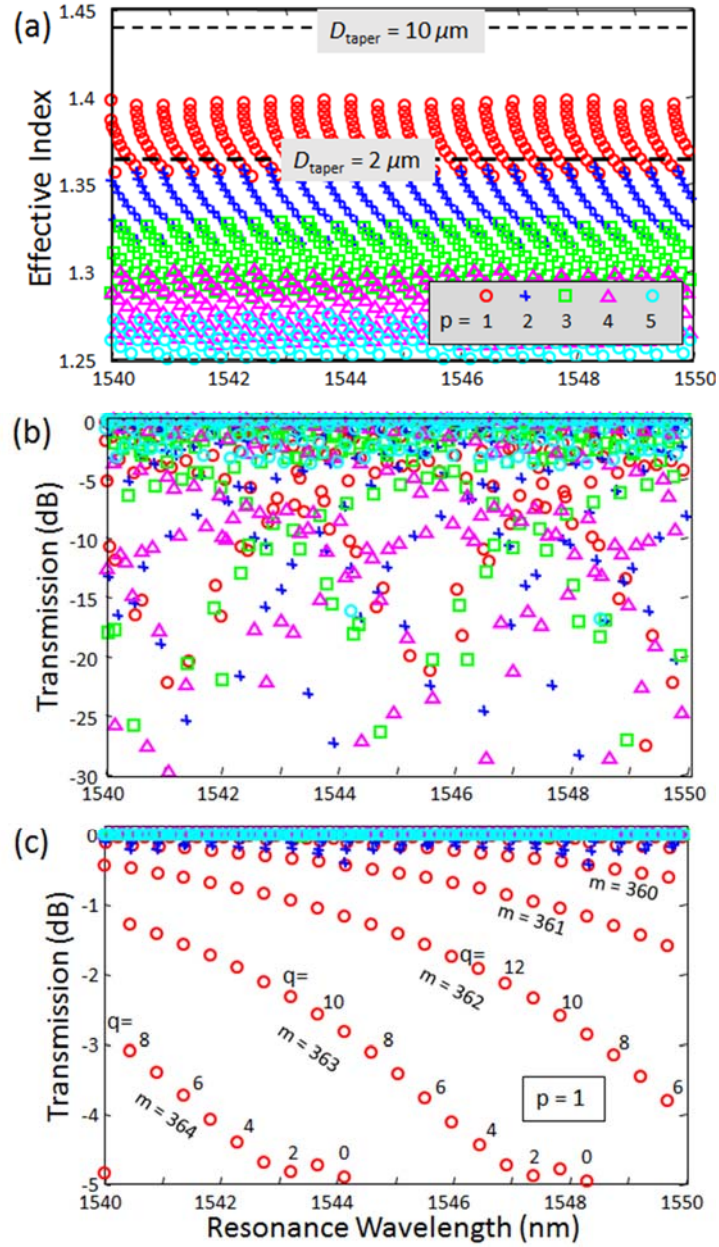 (a)
1.45
1.4
1.35
1.3
1.25
Effective Index
D_taper = 10 μm
D_taper = 2 μm
p = 1 2 3 4 5
1540 1542 1544 1546 1548 1550
(b)
0
-5
-10
-15
-20
-25
-30
Transmission (dB)
1540 1542 1544 1546 1548 1550
(c)
0
-1
-2
-3
-4
-5
Transmission (dB)
m = 360
m = 361
m = 362
m = 363
m = 364
q= 12 10 8 6
q= 10 8 6 4 2 0
q= 8 6 4 2 0
p = 1
1540 1542 1544 1546 1548 1550
Resonance Wavelength (nm)